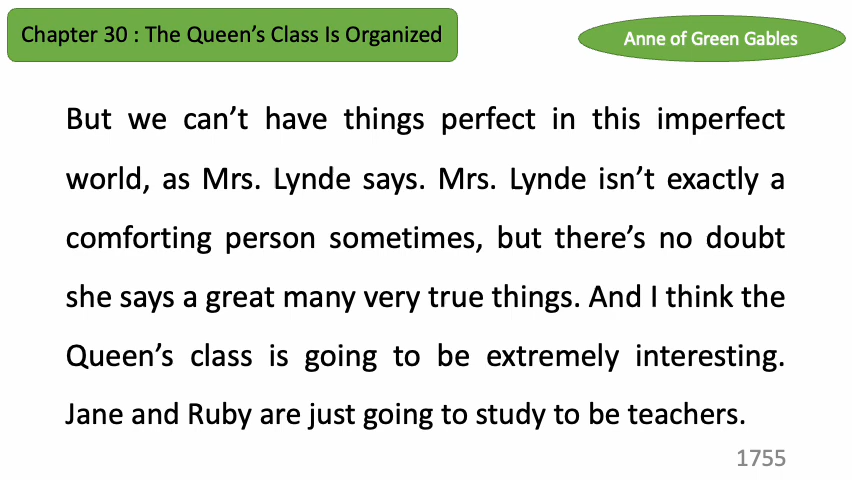 Chapter 30 : The Queen’s Class Is Organized
Anne of Green Gables
But we can’t have things perfect in this imperfect
world, as Mrs. Lynde says. Mrs. Lynde isn’t exactly a
comforting person sometimes, but there’s no doubt
she says a great many very true things. And I think the
Queen’s class is going to be extremely interesting.
Jane and Ruby are just going to study to be teachers.
1755